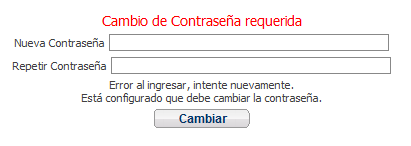 Cambio de Contraseña requerida
Nueva Contraseña
Repetir Contraseña
Error al ingresar, intente nuevamente.
Está configurado que debe cambiar la contraseña.
Cambiar